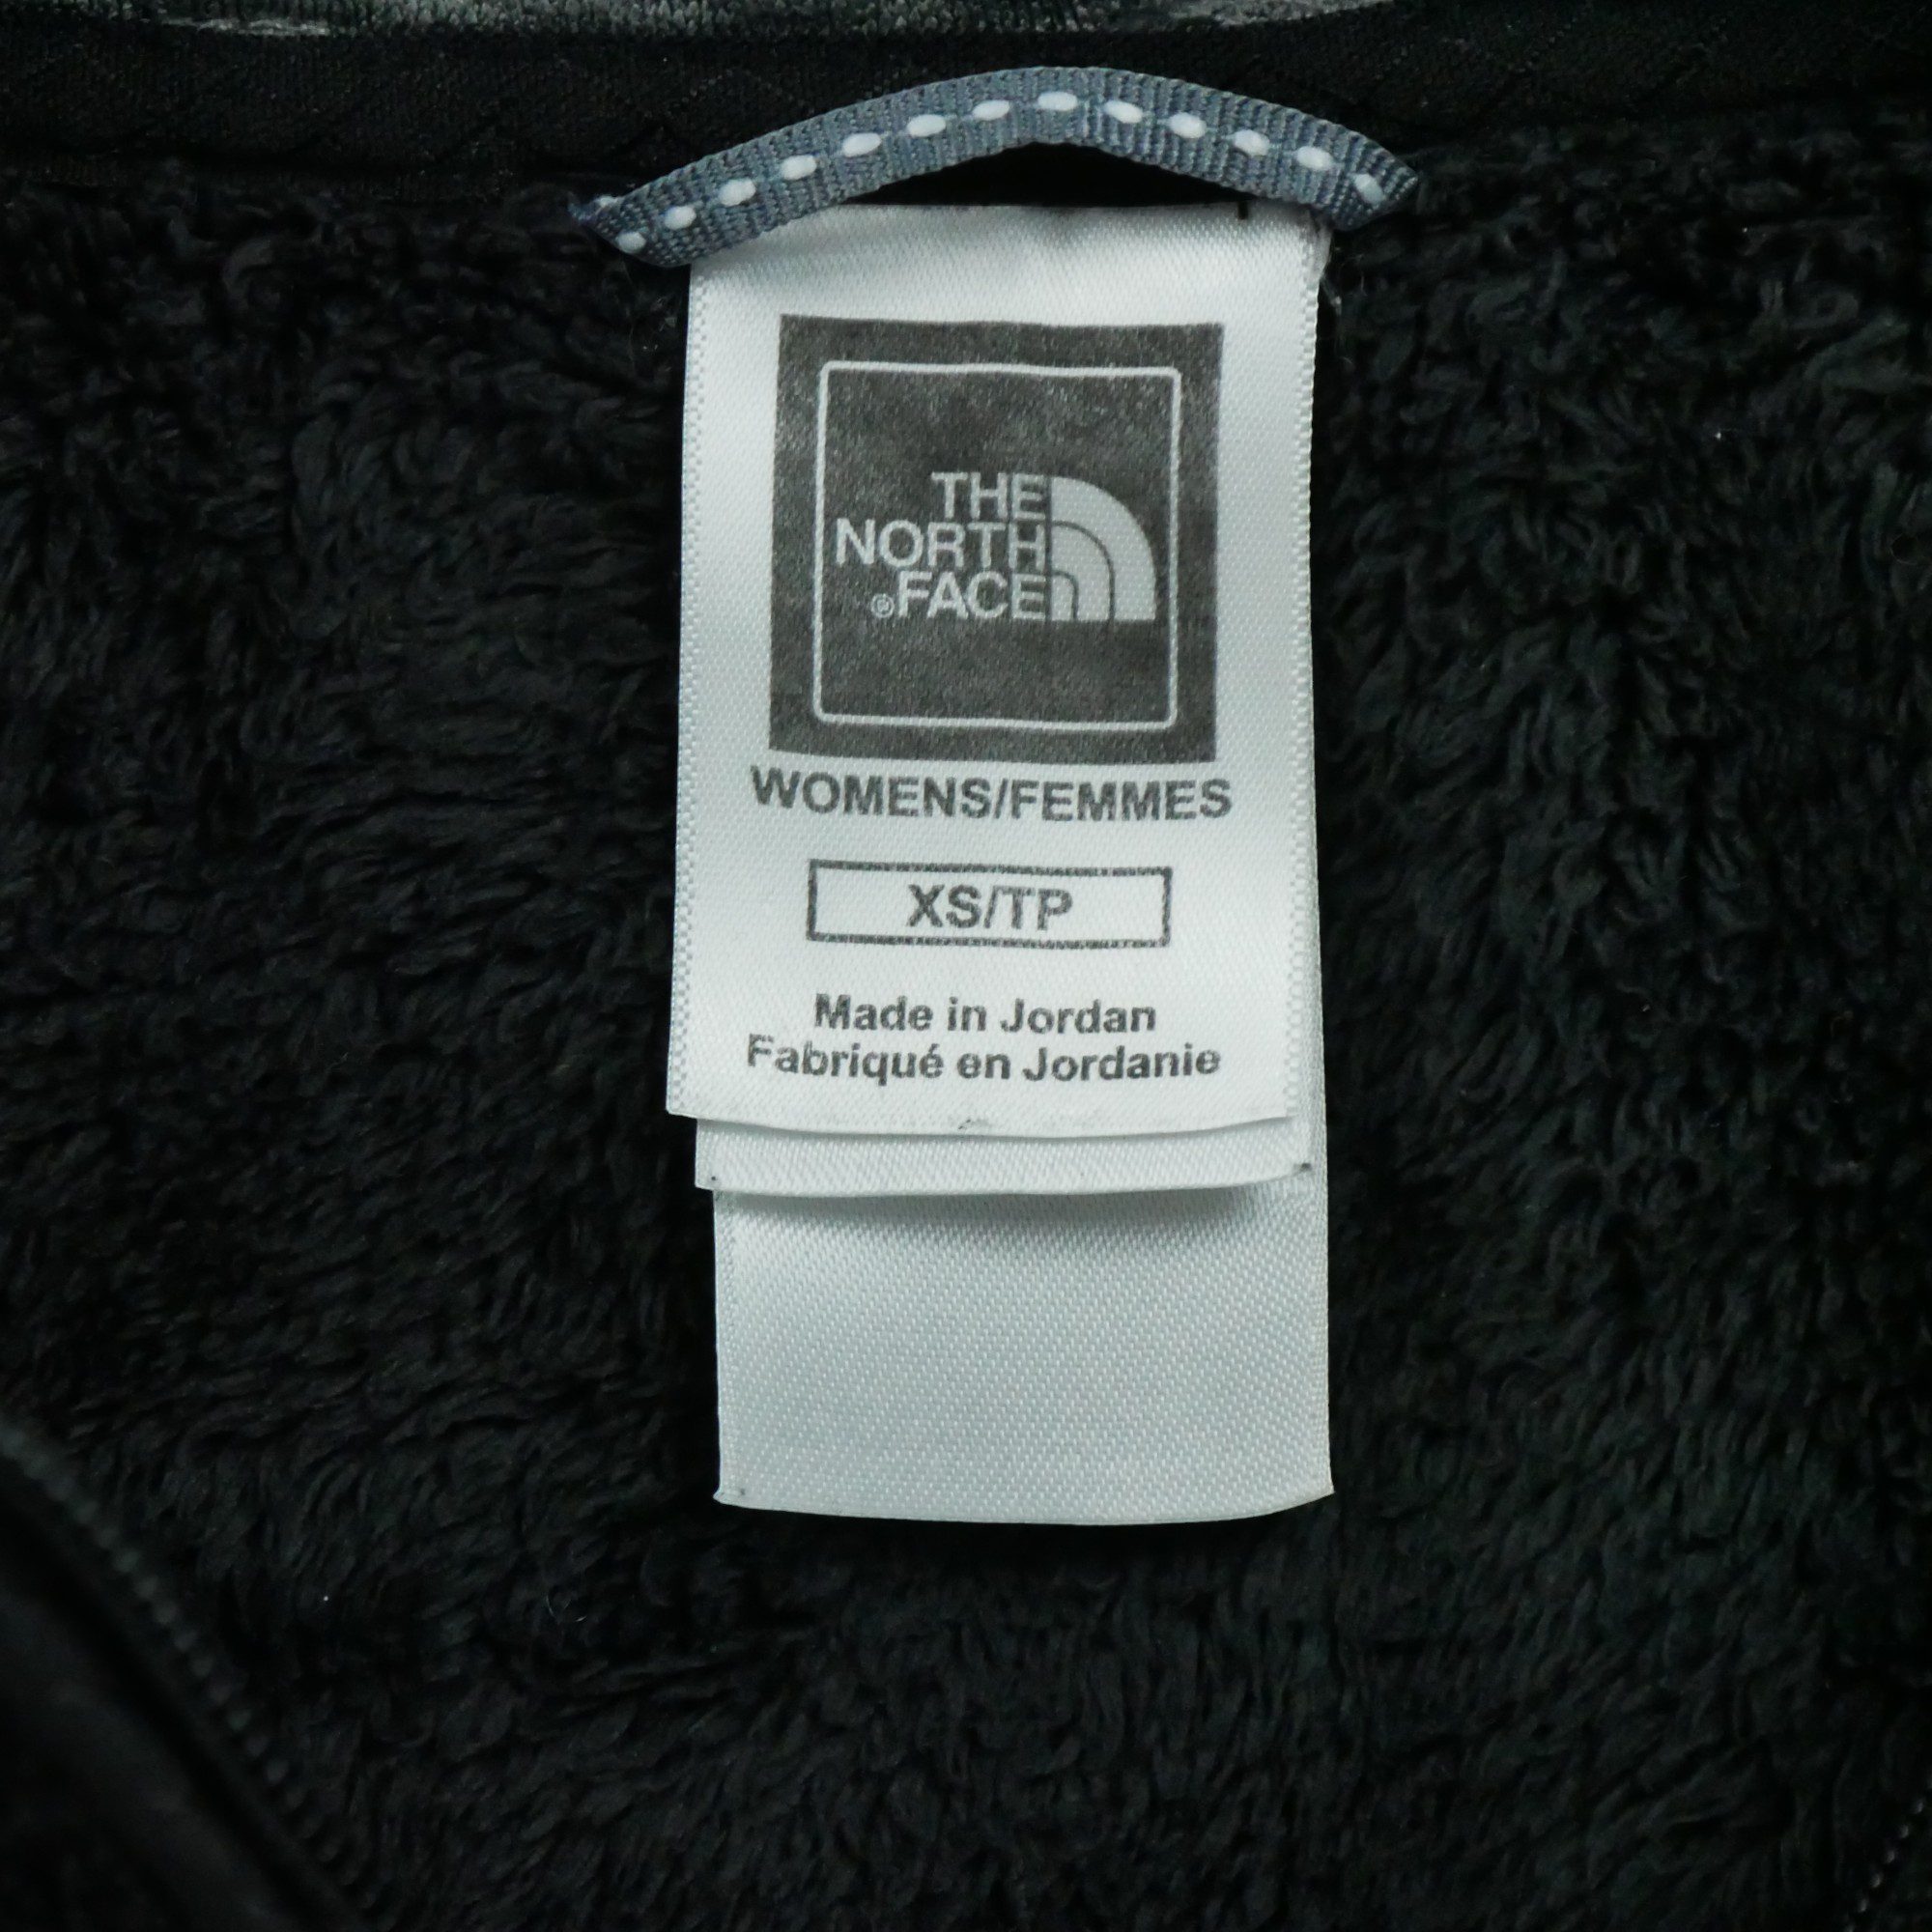 THE
NORTH
®FACE
WOMENS/FEMMES
XS/TP
Made in Jordan
Fabriqué en Jordanie